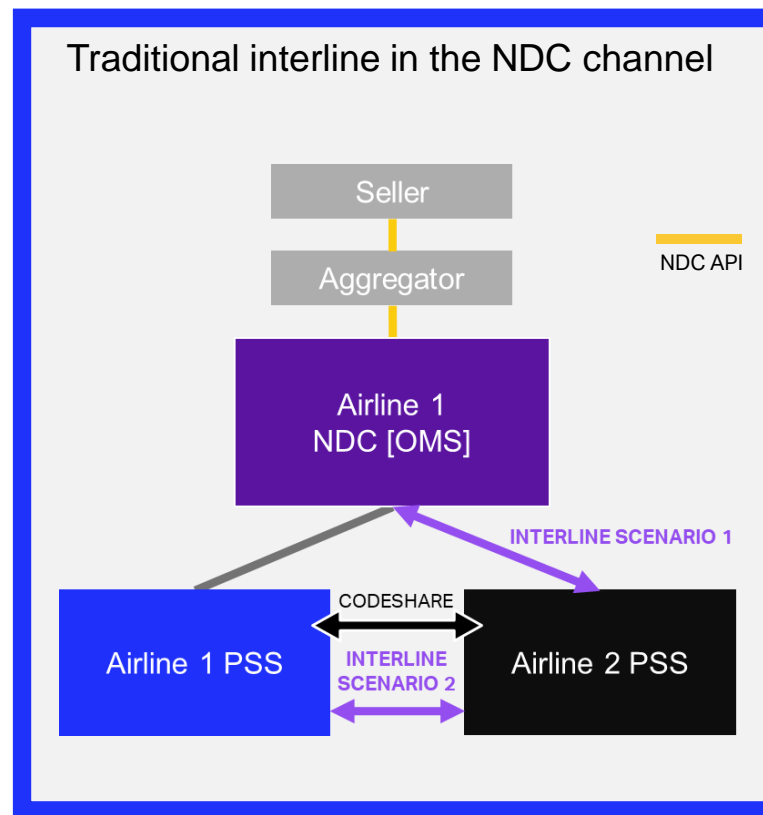 Traditional interline in the NDC channel
Seller
Aggregator
NDC API
Airline 1
NDC [OMS]
INTERLINE SCENARIO 1
CODESHARE
Airline 1 PSS
INTERLINE
SCENARIO 2
Airline 2 PSS